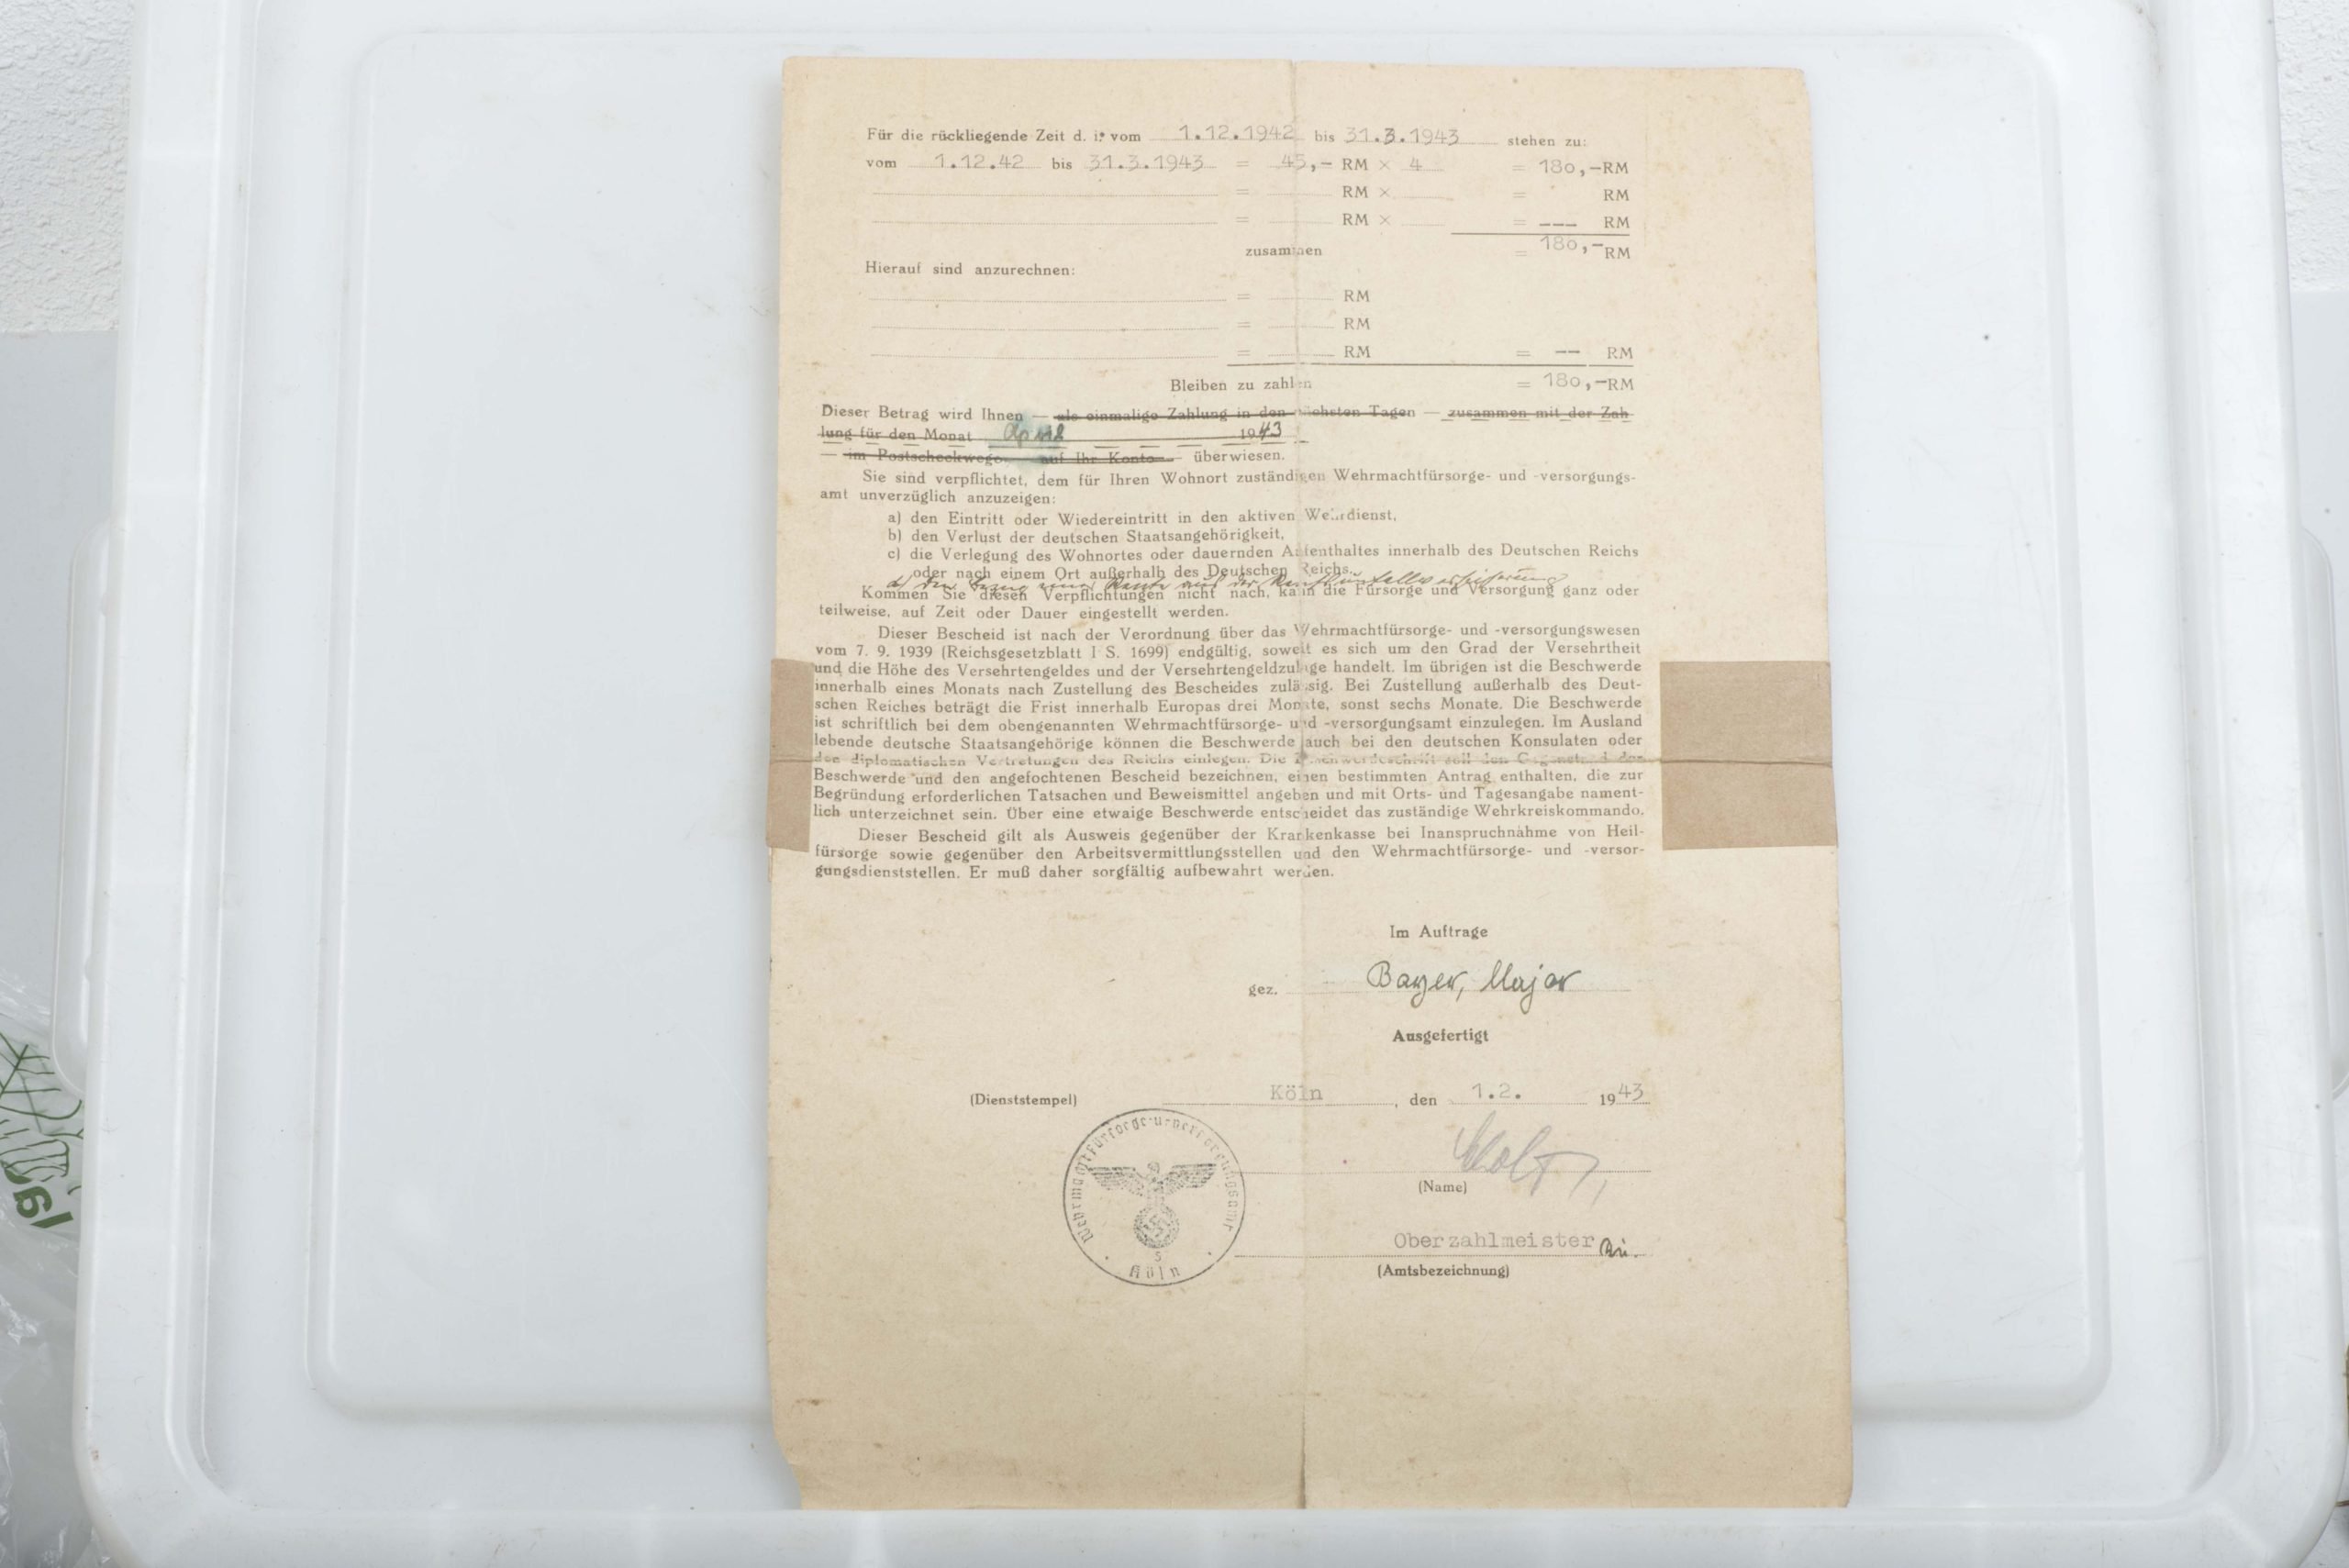 Für die rückliegende Zeit d. i. vom 1.12.1942 bis 31.3.1943 stehen zu:
vom 1.12.42 bis 31.3.1943 = 45,- RM × 4 = 180,-RM
= RM × = RM
= RM × = --- RM
zusammen = 180,-RM
Hierauf sind anzurechnen:
= RM
= RM
= RM = -- RM
Bleiben zu zahlen = 180,-RM
Dieser Betrag wird Ihnen — als einmalige Zahlung in den nächsten Tagen — zusammen mit der Zah
lung für den Monat April 1943
— im Postscheckwege auf Ihr Konto — überwiesen.
Sie sind verpflichtet, dem für Ihren Wohnort zuständigen Wehrmachtfürsorge- und -versorgungs-
amt unverzüglich anzuzeigen:
a) den Eintritt oder Wiedereintritt in den aktiven Wehrdienst,
b) den Verlust der deutschen Staatsangehörigkeit,
c) die Verlegung des Wohnortes oder dauernden Aufenthaltes innerhalb des Deutschen Reichs
oder nach einem Ort außerhalb des Deutschen Reichs.
d) den Bezug einer Rente aus der
Kommen Sie diesen Verpflichtungen nicht nach, kann die Fürsorge und Versorgung ganz oder
teilweise, auf Zeit oder Dauer eingestellt werden.
Dieser Bescheid ist nach der Verordnung über das Wehrmachtfürsorge- und -versorgungswesen
vom 7. 9. 1939 (Reichsgesetzblatt I S. 1699) endgültig, soweit es sich um den Grad der Versehrtheit
und die Höhe des Versehrtengeldes und der Versehrtengeldzulage handelt. Im übrigen ist die Beschwerde
innerhalb eines Monats nach Zustellung des Bescheides zulässig. Bei Zustellung außerhalb des Deut-
schen Reiches beträgt die Frist innerhalb Europas drei Monate, sonst sechs Monate. Die Beschwerde
ist schriftlich bei dem obengenannten Wehrmachtfürsorge- und -versorgungsamt einzulegen. Im Ausland
lebende deutsche Staatsangehörige können die Beschwerde auch bei den deutschen Konsulaten oder
den diplomatischen Vertretungen des Reichs einlegen. Die Beschwerdeschrift soll den Gegenstand der
Beschwerde und den angefochtenen Bescheid bezeichnen, einen bestimmten Antrag enthalten, die zur
Begründung erforderlichen Tatsachen und Beweismittel angeben und mit Orts- und Tagesangabe nament-
lich unterzeichnet sein. Über eine etwaige Beschwerde entscheidet das zuständige Wehrkreiskommando.
Dieser Bescheid gilt als Ausweis gegenüber der Krankenkasse bei Inanspruchnahme von Heil-
fürsorge sowie gegenüber den Arbeitsvermittlungsstellen und den Wehrmachtfürsorge- und -versor-
gungsdienststellen. Er muß daher sorgfältig aufbewahrt werden.
Im Auftrage
gez. Bayer, Major
Ausgefertigt
(Dienststempel) Köln, den 1.2. 1943
Wehrmachtfürsorge-u-versorgungsamt
S
Köln
(Name)
Oberzahlmeister
(Amtsbezeichnung)